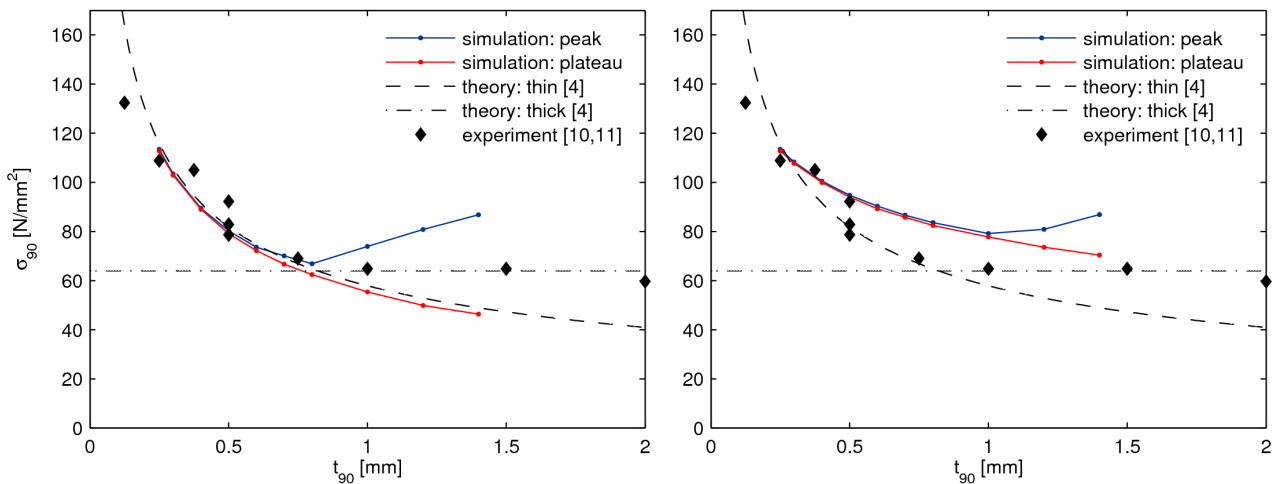 160
140
120
100
80
60
40
20
0
σ90 [N/mm2]
0 0.5 1 1.5 2
t90 [mm]
simulation: peak
simulation: plateau
theory: thin [4]
theory: thick [4]
experiment [10,11]
160
140
120
100
80
60
40
20
0
0 0.5 1 1.5 2
t90 [mm]
simulation: peak
simulation: plateau
theory: thin [4]
theory: thick [4]
experiment [10,11]